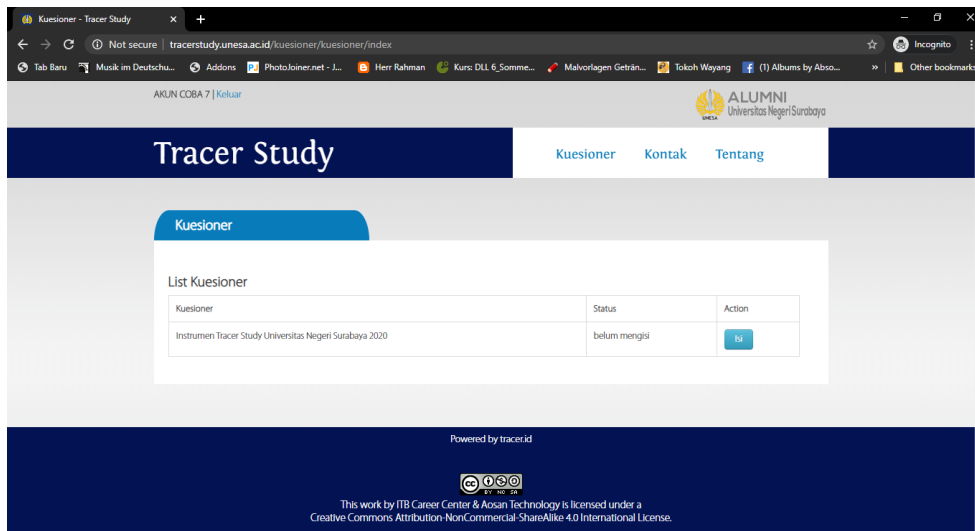 Kuesioner - Tracer Study
Not secure | tracerstudy.unesa.ac.id/kuesioner/kuesioner/index
Incognito
Tab Baru Musik im Deutschu... Addons PhotoJoiner.net - J... Herr Rahman Kurs: DLL 6_Somme... Malvorlagen Geträn... Tokoh Wayang (1) Albums by Abso... » Other bookmarks
AKUN COBA 7 | Keluar
UNESA
ALUMNI
Universitas Negeri Surabaya
Tracer Study
Kuesioner Kontak Tentang
Kuesioner
List Kuesioner
Kuesioner Status Action
Instrumen Tracer Study Universitas Negeri Surabaya 2020 belum mengisi Isi
Powered by tracer.id
cc BY NC SA
This work by ITB Career Center & Aosan Technology is licensed under a
Creative Commons Attribution-NonCommercial-ShareAlike 4.0 International License.